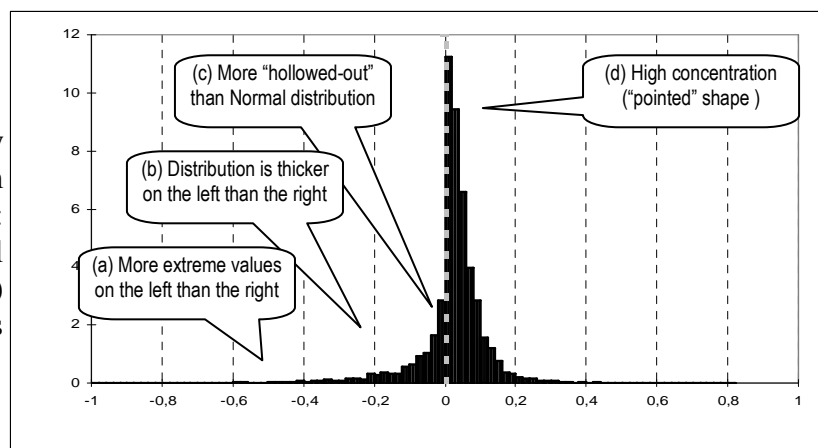 12
10
8
6
4
2
0
(c) More “hollowed-out”
than Normal distribution
(d) High concentration
(“pointed” shape )
(b) Distribution is thicker
on the left than the right
(a) More extreme values
on the left than the right
-1 -0,8 -0,6 -0,4 -0,2 0 0,2 0,4 0,6 0,8 1